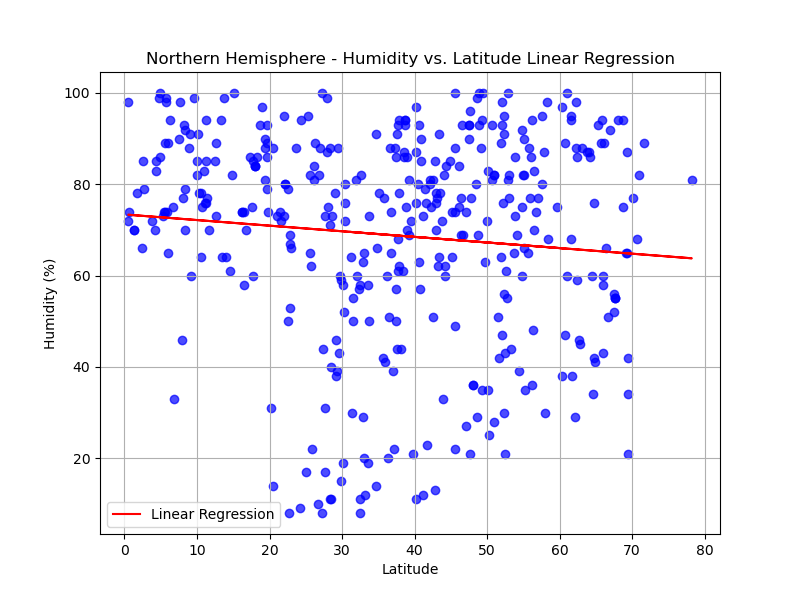 Northern Hemisphere - Humidity vs. Latitude Linear Regression
Humidity (%)
100
80
60
40
20
Linear Regression
0 10 20 30 40 50 60 70 80
Latitude